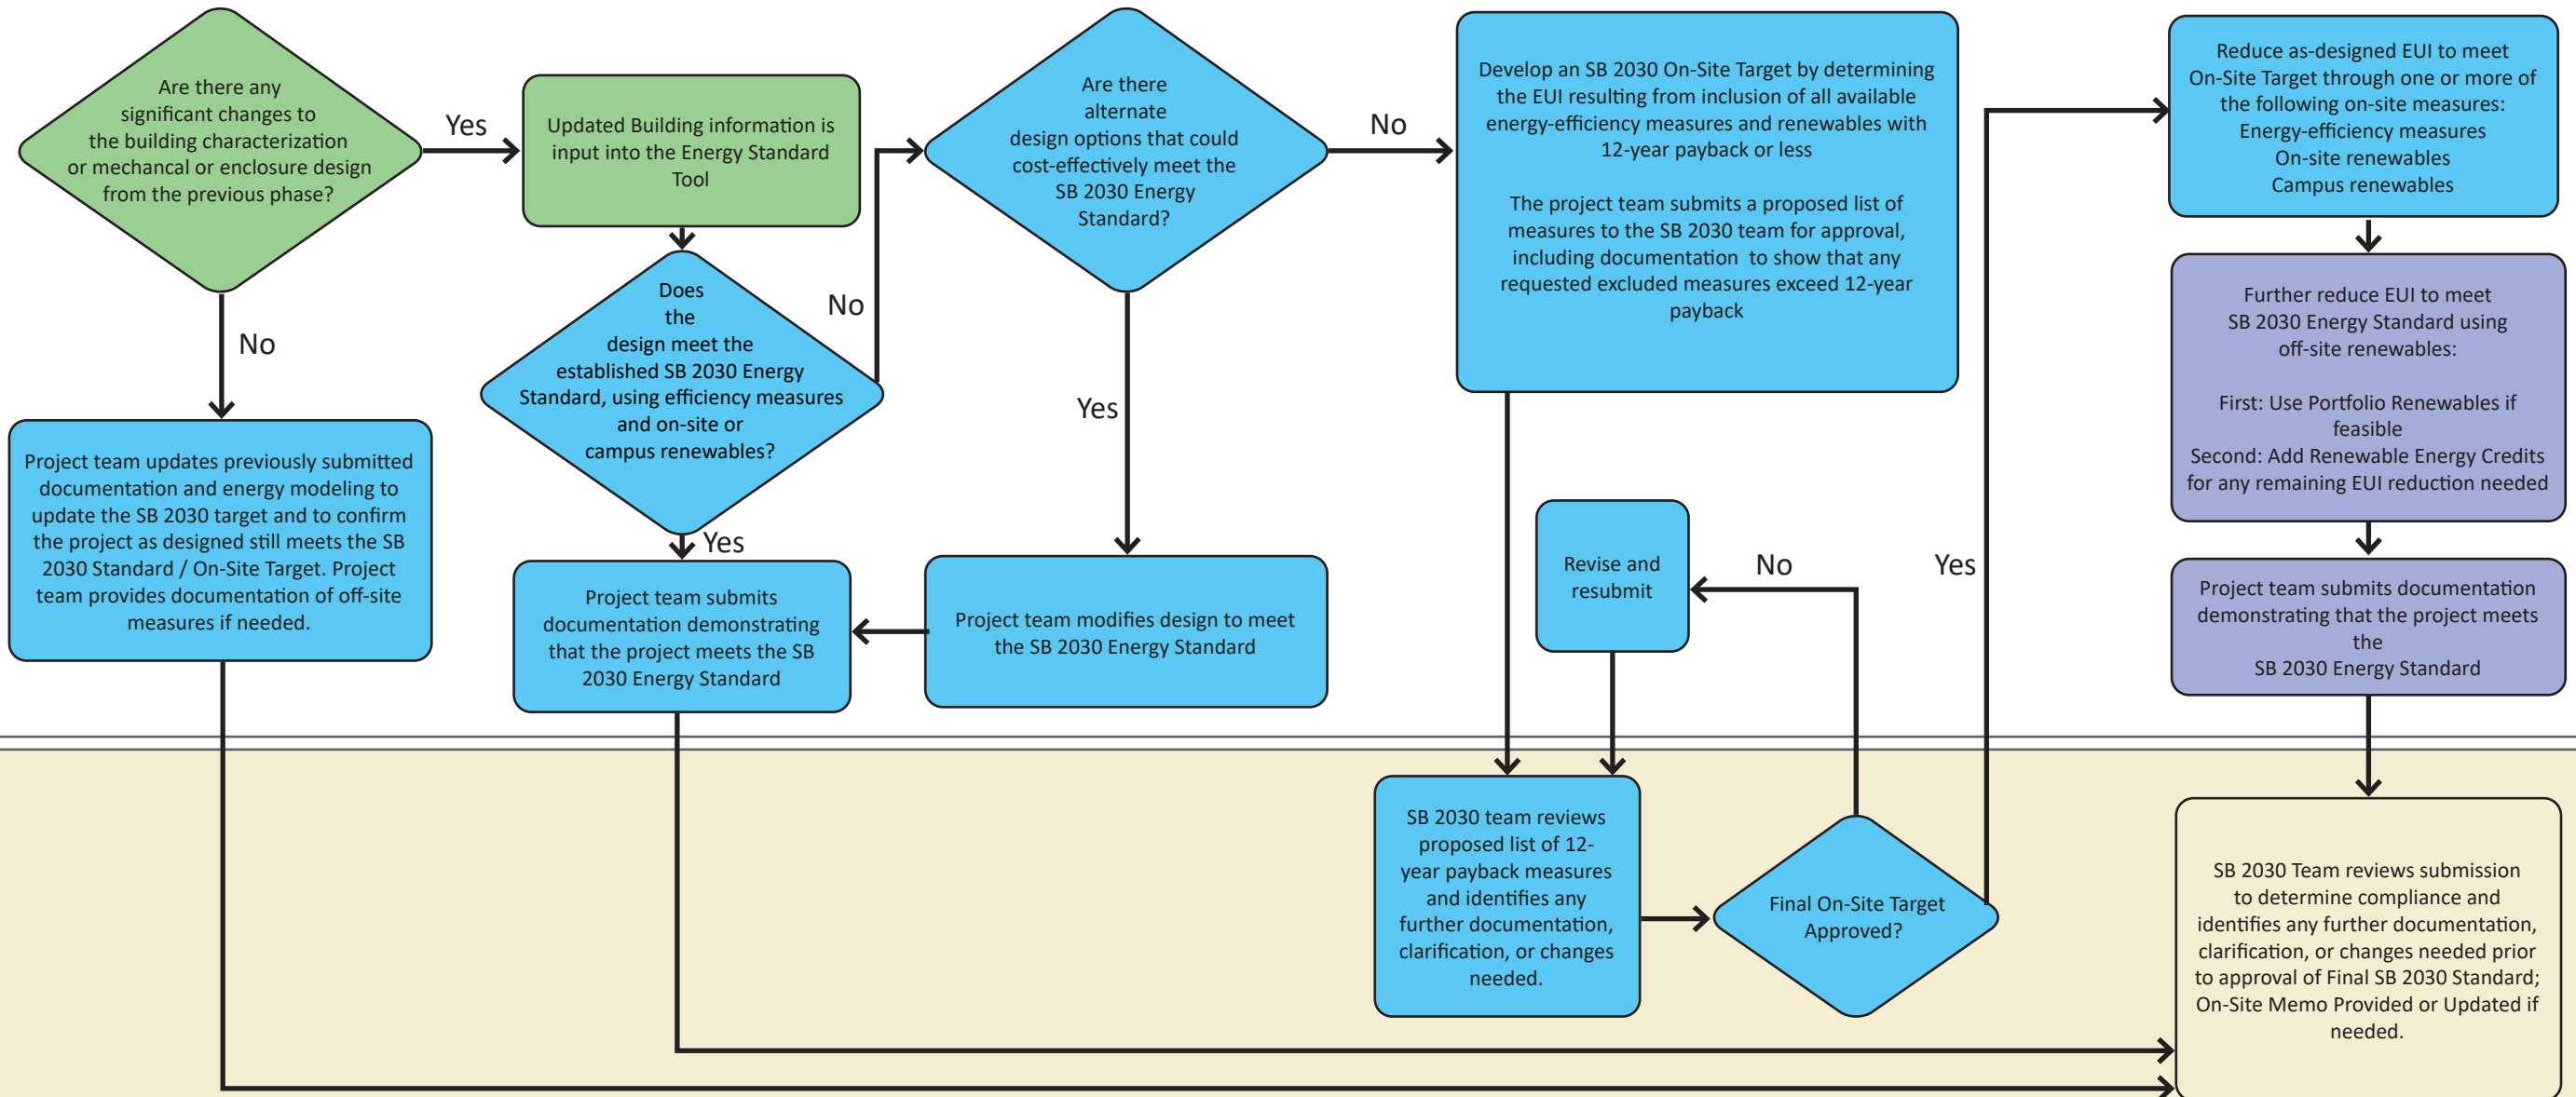 Are there any
significant changes to
the building characterization
or mechancal or enclosure design
from the previous phase?
Yes
No
Updated Building information is
input into the Energy Standard
Tool
Does
the
design meet the
established SB 2030 Energy
Standard, using efficiency measures
and on-site or
campus renewables?
No
Yes
Are there
alternate
design options that could
cost-effectively meet the
SB 2030 Energy
Standard?
No
Yes
Develop an SB 2030 On-Site Target by determining
the EUI resulting from inclusion of all available
energy-efficiency measures and renewables with
12-year payback or less
The project team submits a proposed list of
measures to the SB 2030 team for approval,
including documentation to show that any
requested excluded measures exceed 12-year
payback
Reduce as-designed EUI to meet
On-Site Target through one or more of
the following on-site measures:
Energy-efficiency measures
On-site renewables
Campus renewables
Further reduce EUI to meet
SB 2030 Energy Standard using
off-site renewables:
First: Use Portfolio Renewables if
feasible
Second: Add Renewable Energy Credits
for any remaining EUI reduction needed
Project team submits documentation
demonstrating that the project meets
the
SB 2030 Energy Standard
Project team updates previously submitted
documentation and energy modeling to
update the SB 2030 target and to confirm
the project as designed still meets the SB
2030 Standard / On-Site Target. Project
team provides documentation of off-site
measures if needed.
Project team submits
documentation demonstrating
that the project meets the SB
2030 Energy Standard
Project team modifies design to meet
the SB 2030 Energy Standard
Revise and
resubmit
No
Yes
SB 2030 team reviews
proposed list of 12-
year payback measures
and identifies any
further documentation,
clarification, or changes
needed.
Final On-Site Target
Approved?
SB 2030 Team reviews submission
to determine compliance and
identifies any further documentation,
clarification, or changes needed prior
to approval of Final SB 2030 Standard;
On-Site Memo Provided or Updated if
needed.